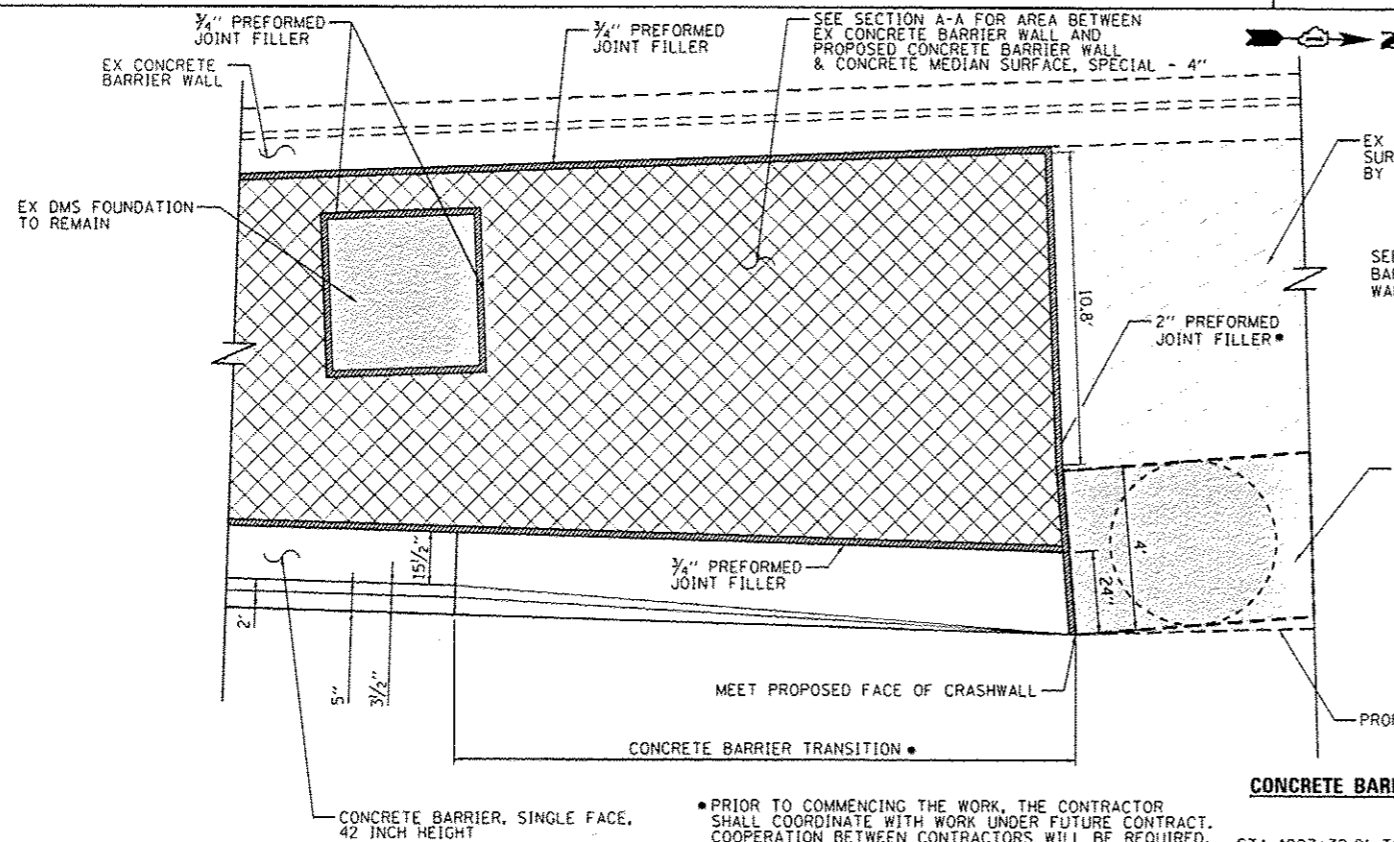 ¾" PREFORMED
JOINT FILLER
¾" PREFORMED
JOINT FILLER
SEE SECTION A-A FOR AREA BETWEEN
EX CONCRETE BARRIER WALL AND
PROPOSED CONCRETE BARRIER WALL
& CONCRETE MEDIAN SURFACE, SPECIAL - 4"
EX CONCRETE
BARRIER WALL
EX
SUR
BY
EX DMS FOUNDATION
TO REMAIN
10.8'
2" PREFORMED
JOINT FILLER●
BAR
4'
24"
¾" PREFORMED
JOINT FILLER
15½"
2'
5"
3½"
MEET PROPOSED FACE OF CRASHWALL
CONCRETE BARRIER TRANSITION ●
CONCRETE BARRIER, SINGLE FACE,
42 INCH HEIGHT
● PRIOR TO COMMENCING THE WORK, THE CONTRACTOR
SHALL COORDINATE WITH WORK UNDER FUTURE CONTRACT.
COOPERATION BETWEEN CONTRACTORS WILL BE REQUIRED.
CONCRETE BARI